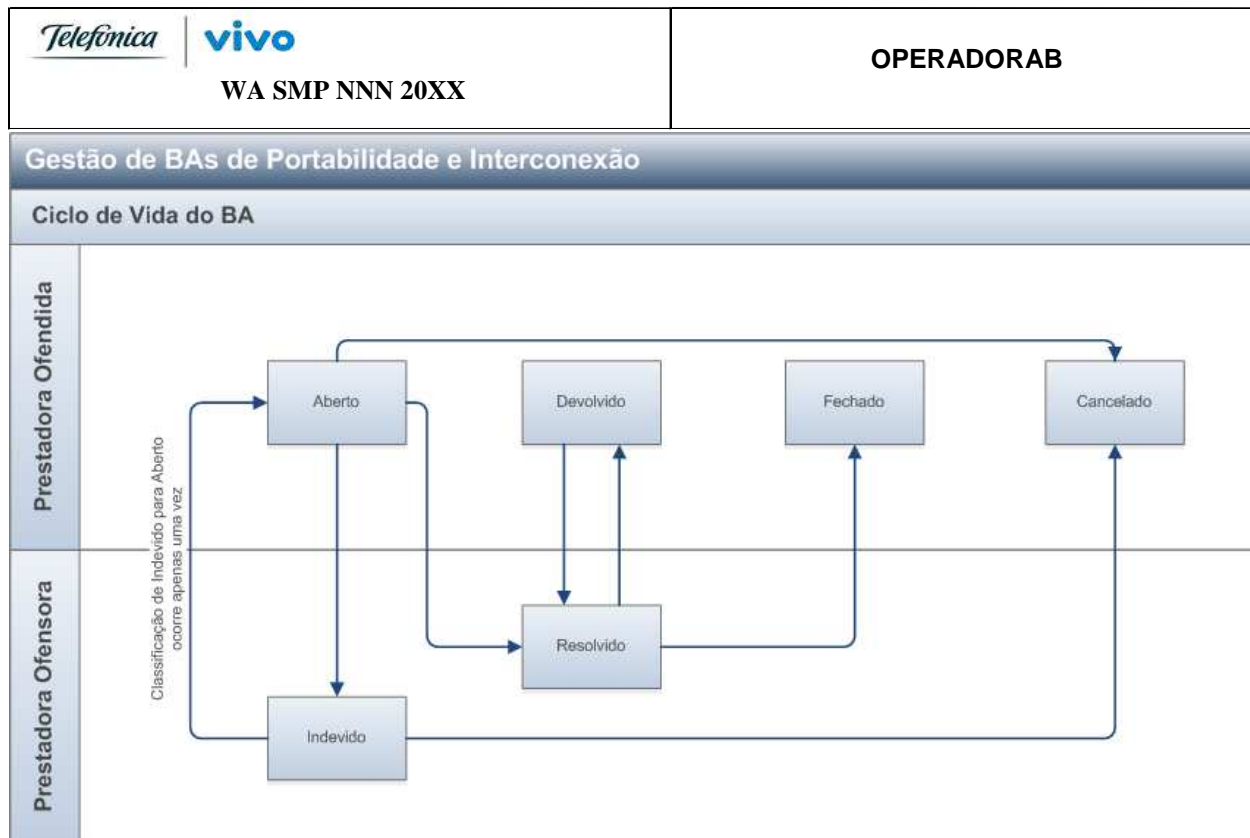 Telefónica
vivo
WA SMP NNN 20XX
OPERADORAB
Gestão de BAs de Portabilidade e Interconexão
Ciclo de Vida do BA
Prestadora Ofendida
Aberto
Devolvido
Fechado
Cancelado
Classificação de Indevido para Aberto
ocorre apenas uma vez
Prestadora Ofensora
Resolvido
Indevido